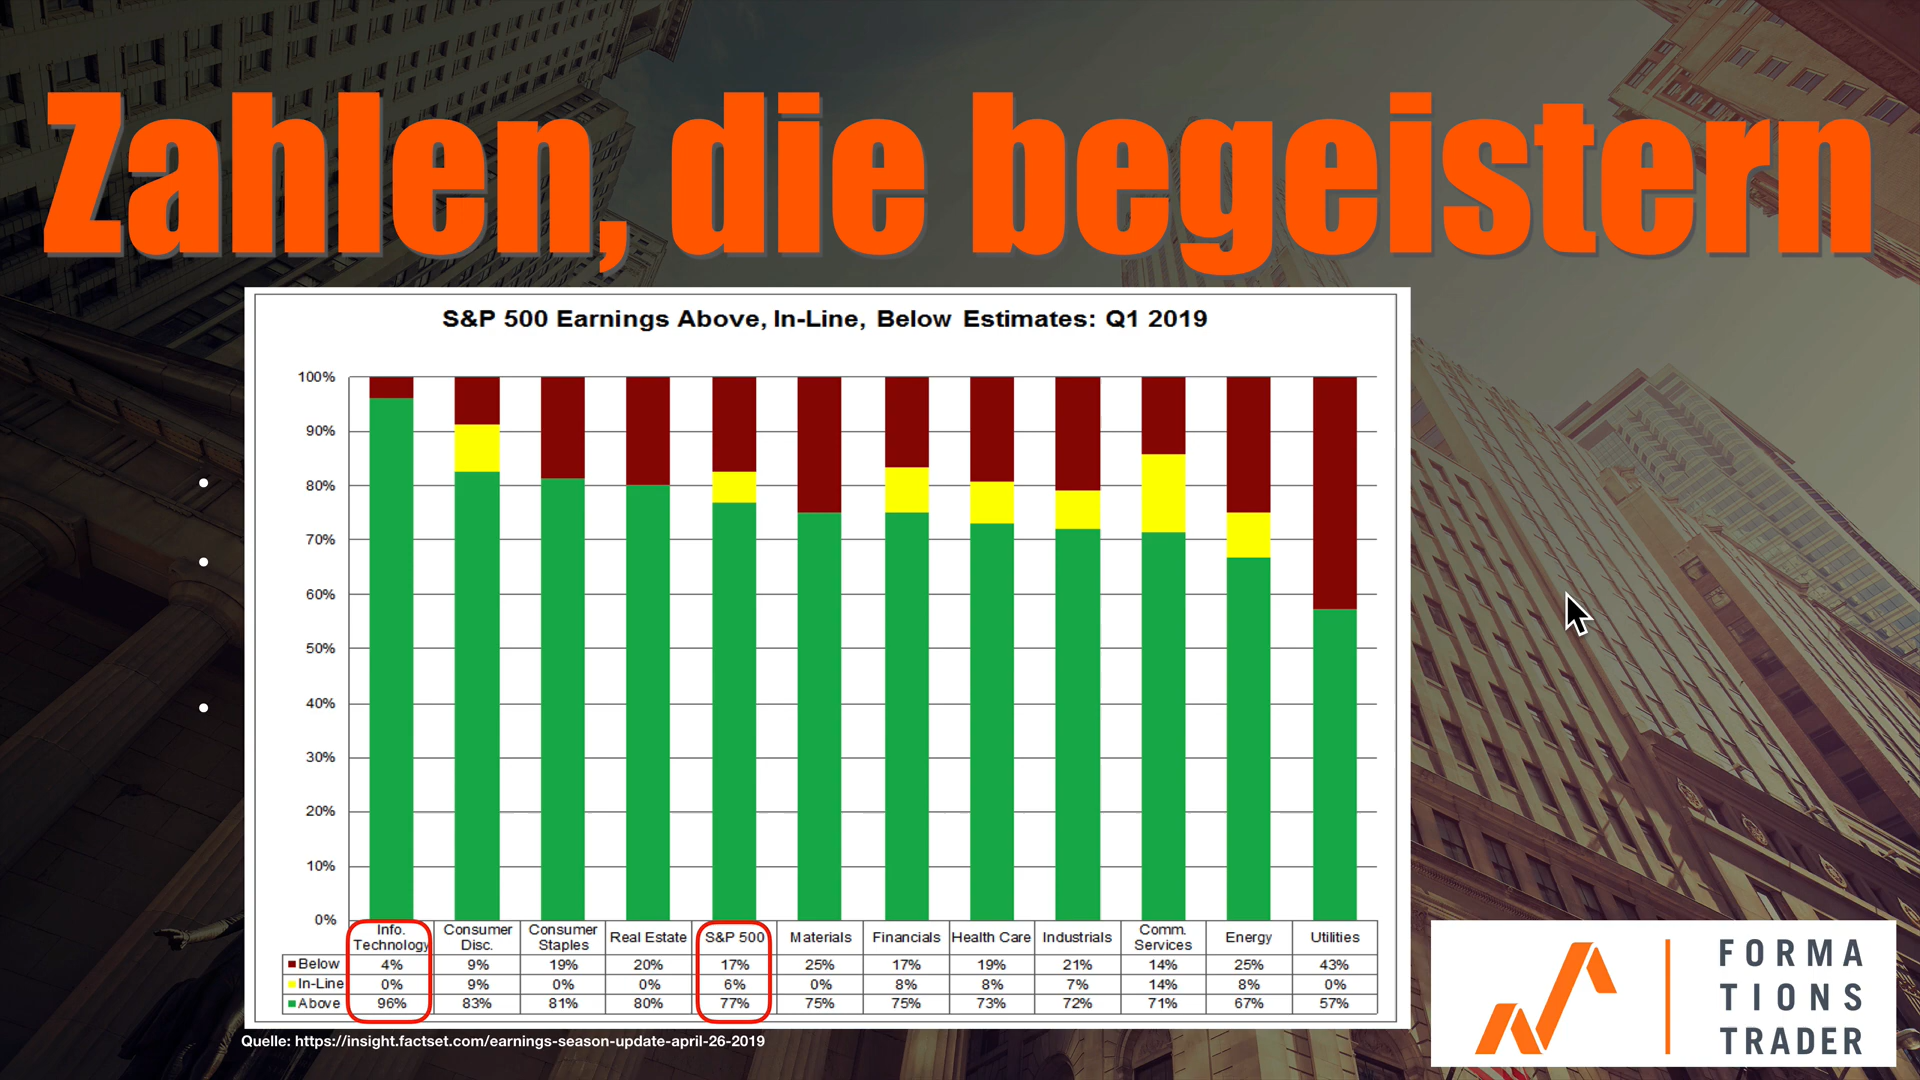 Zahlen, die begeistern
S&P 500 Earnings Above, In-Line, Below Estimates: Q1 2019
100%
90%
80%
70%
60%
50%
40%
30%
20%
10%
0%
Info. Technology Consumer Disc. Consumer Staples Real Estate S&P 500 Materials Financials Health Care Industrials Comm. Services Energy Utilities
Below 4% 9% 19% 20% 17% 25% 17% 19% 21% 14% 25% 43%
In-Line 0% 9% 0% 0% 6% 0% 8% 8% 7% 14% 8% 0%
Above 96% 83% 81% 80% 77% 75% 75% 73% 72% 71% 67% 57%
Quelle: https://insight.factset.com/earnings-season-update-april-26-2019
FORMA
TIONS
TRADER